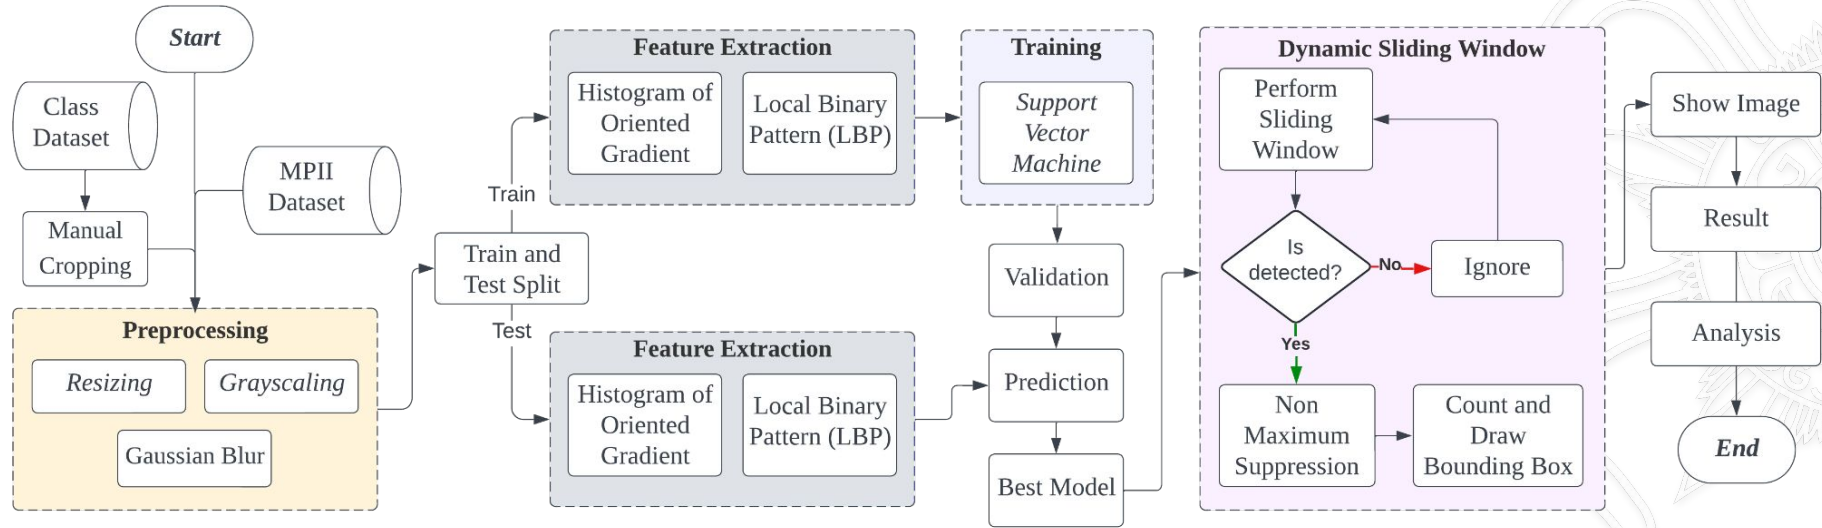 Start
Class
Dataset
MPII
Dataset
Manual
Cropping
Preprocessing
Resizing
Grayscaling
Gaussian Blur
Train and
Test Split
Train
Test
Feature Extraction
Histogram of
Oriented
Gradient
Local Binary
Pattern (LBP)
Feature Extraction
Histogram of
Oriented
Gradient
Local Binary
Pattern (LBP)
Training
Support
Vector
Machine
Validation
Prediction
Best Model
Dynamic Sliding Window
Perform
Sliding
Window
Is
detected?
No
Ignore
Yes
Non
Maximum
Suppression
Count and
Draw
Bounding Box
Show Image
Result
Analysis
End